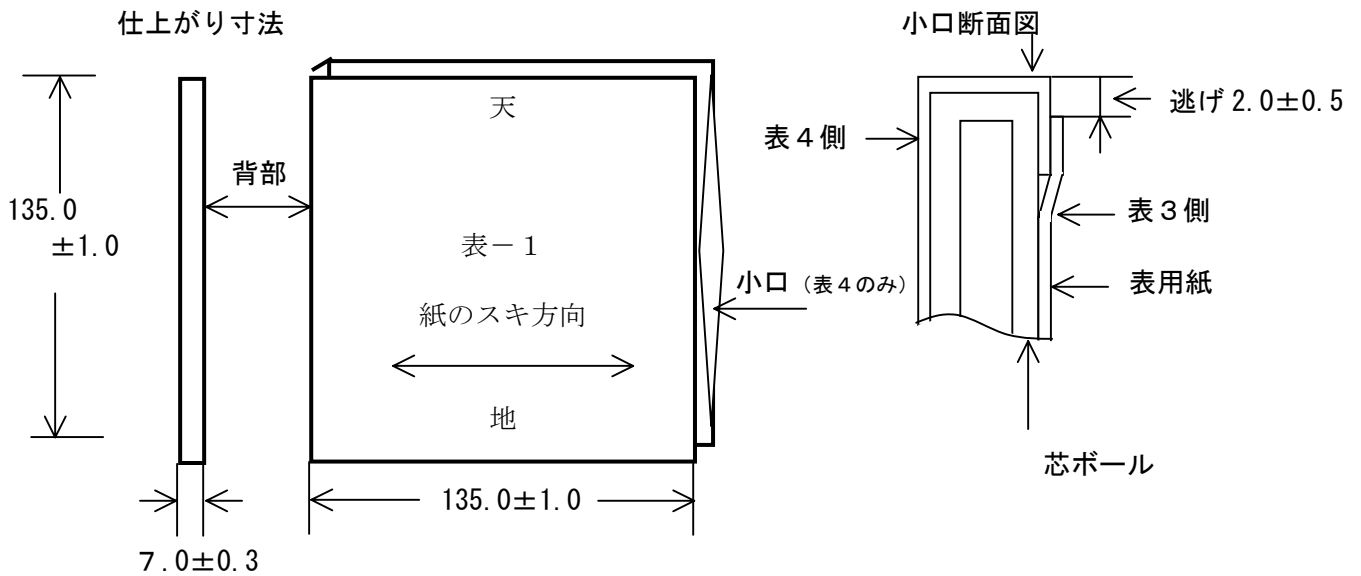 仕上がり寸法
135.0
±1.0
7.0±0.3
背部
天
表－１
紙のスキ方向
地
135.0±1.0
小口（表４のみ）
小口断面図
逃げ2.0±0.5
表４側
表３側
表用紙
芯ボール